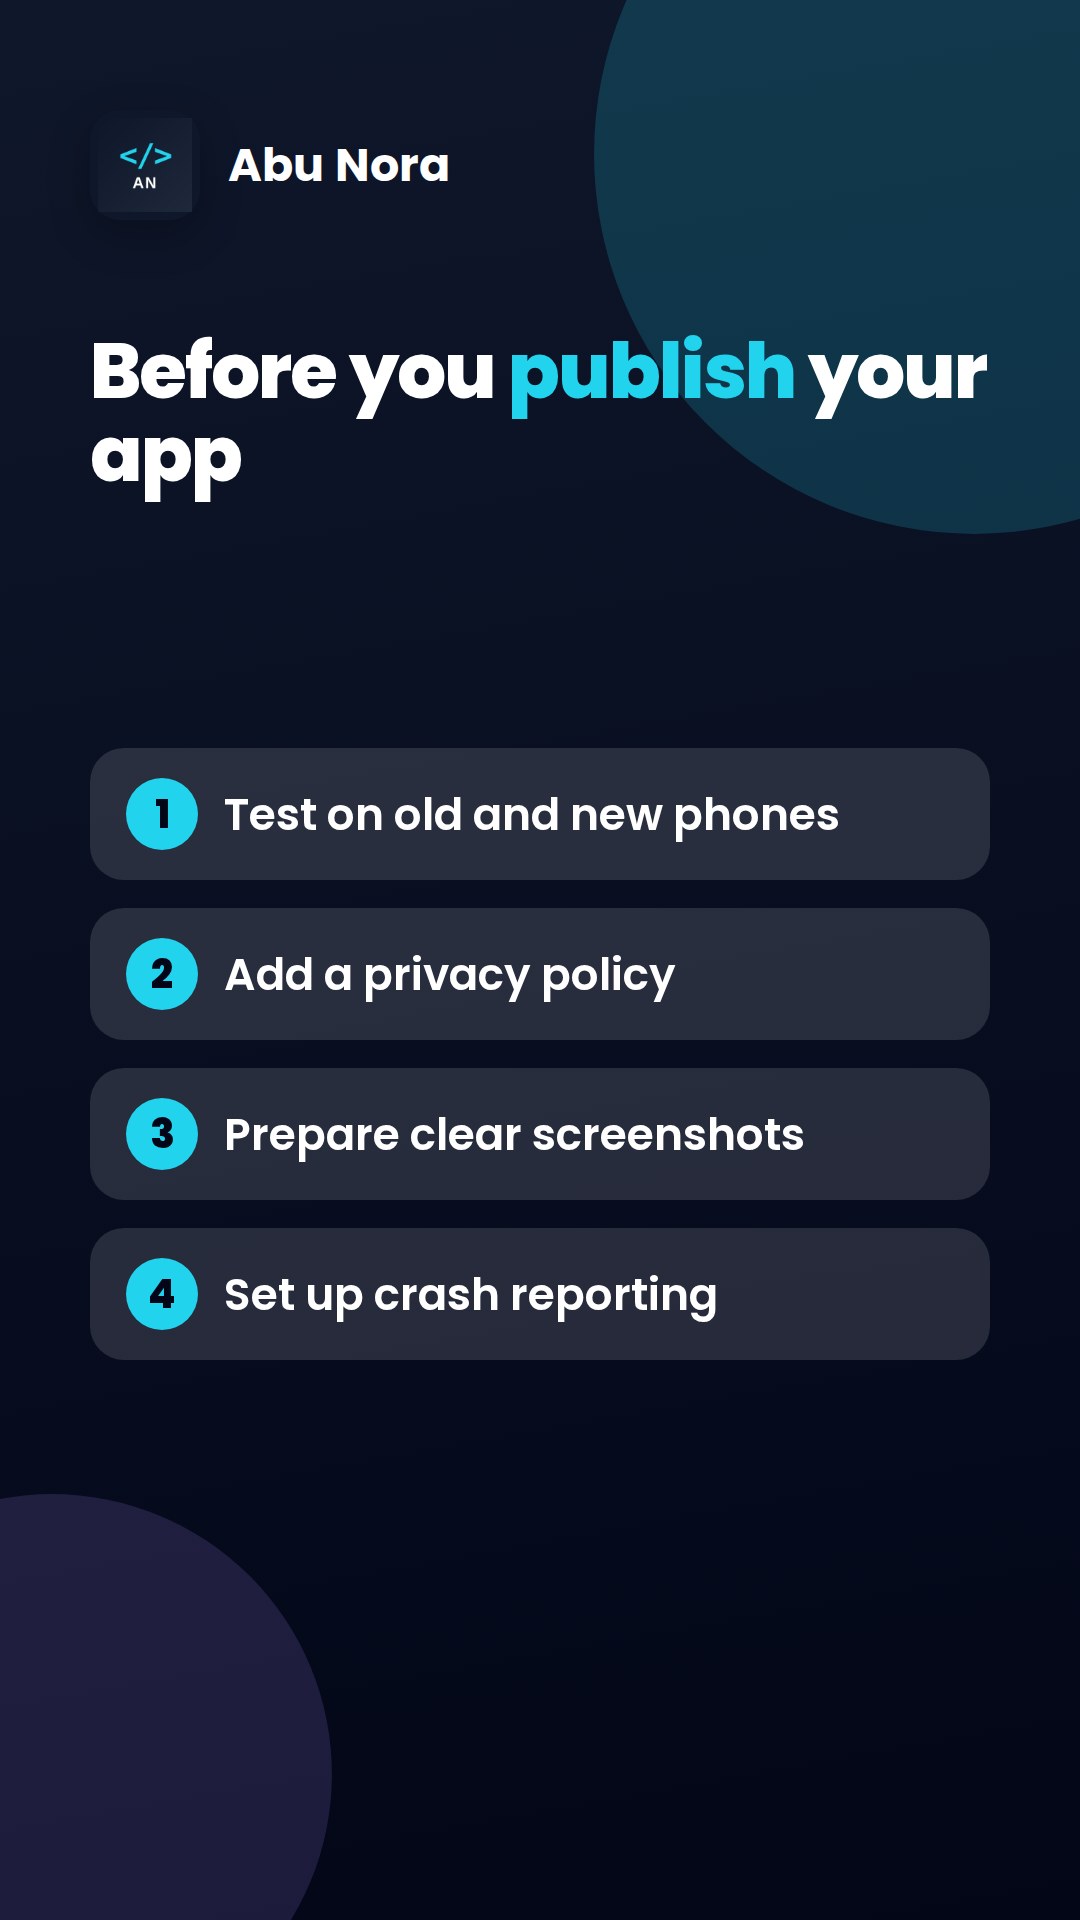 </>
AN
Abu Nora
Before you publish your
app
1 Test on old and new phones
2 Add a privacy policy
3 Prepare clear screenshots
4 Set up crash reporting